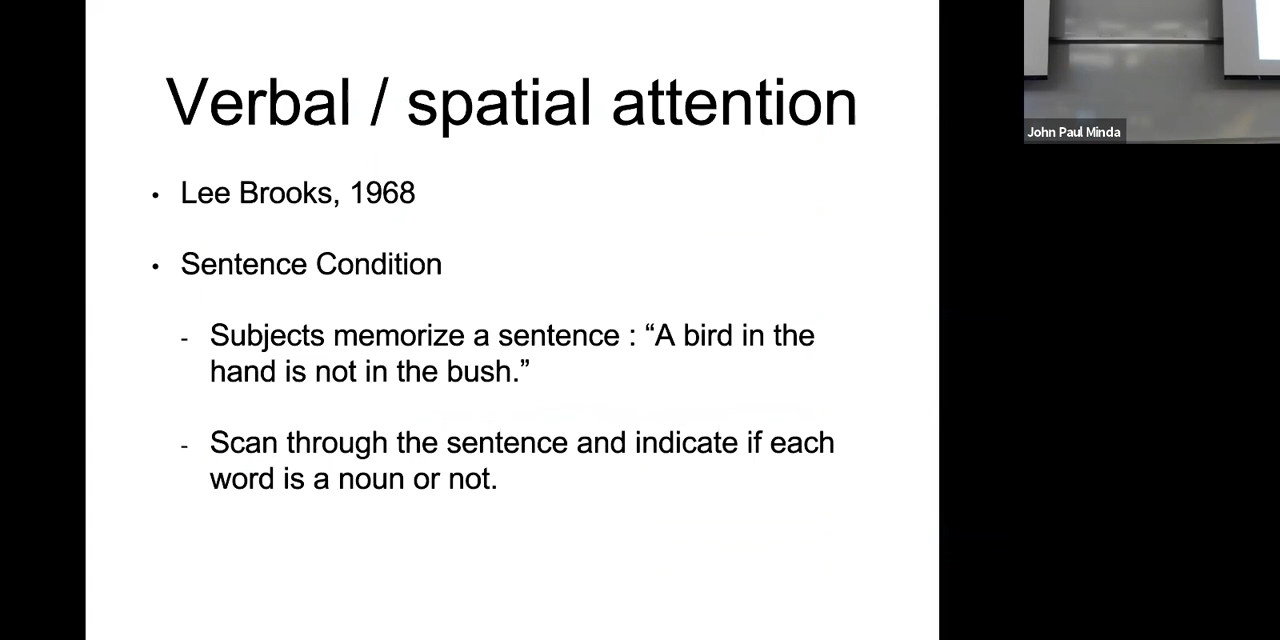 Verbal / spatial attention
• Lee Brooks, 1968
• Sentence Condition
- Subjects memorize a sentence : “A bird in the
hand is not in the bush.”
- Scan through the sentence and indicate if each
word is a noun or not.
John Paul Minda